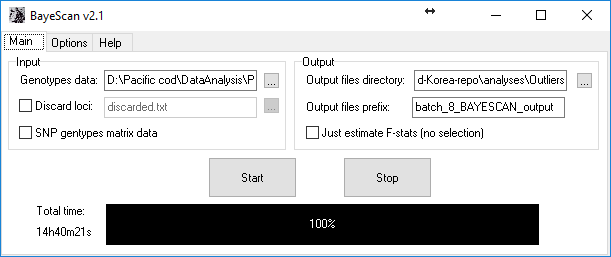 BayeScan v2.1
Main Options Help
Input
Genotypes data: D:\Pacific cod\DataAnalysis\P ...
Discard loci: discarded.txt ...
SNP gentypes matrix data
Output
Output files directory: d-Korea-repo\analyses\Outliers ...
Output files prefix: batch_8_BAYESCAN_output
Just estimate F-stats (no selection)
Start Stop
Total time:
14h40m21s
100%